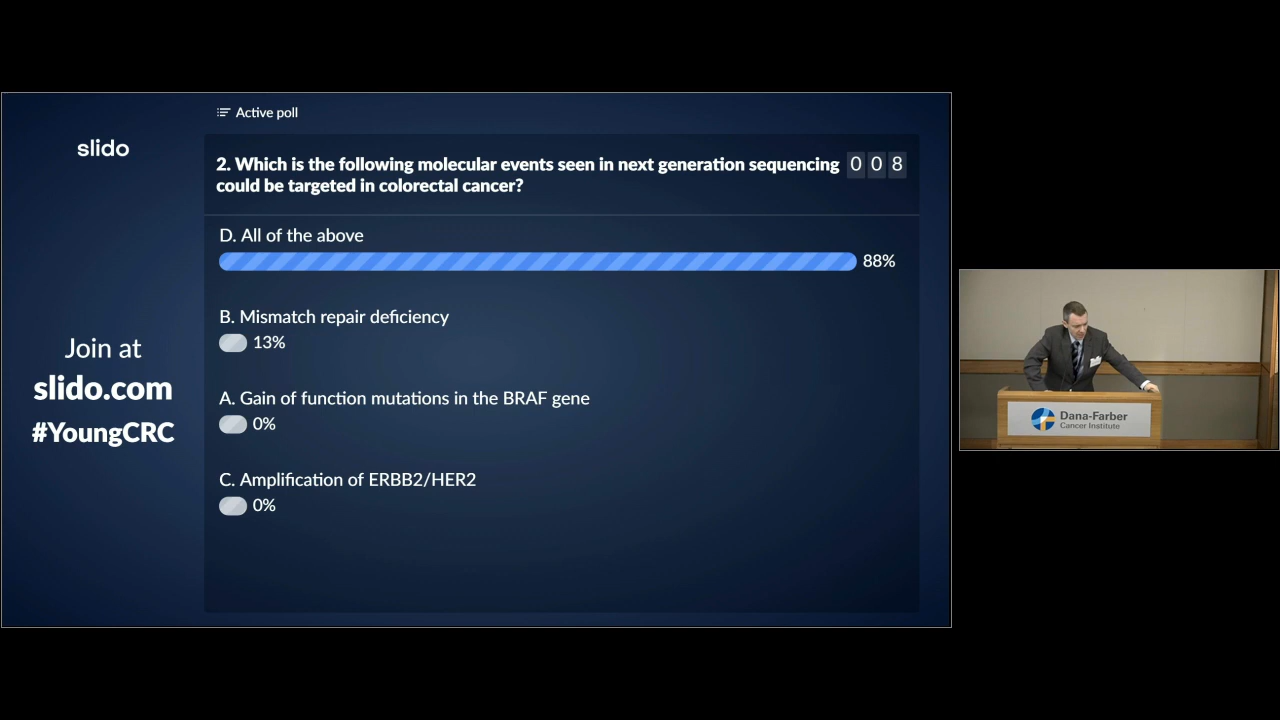 slido
Join at
slido.com
#YoungCRC
Active poll
2. Which is the following molecular events seen in next generation sequencing
could be targeted in colorectal cancer?
0 0 8
D. All of the above
88%
B. Mismatch repair deficiency
13%
A. Gain of function mutations in the BRAF gene
0%
C. Amplification of ERBB2/HER2
0%
Dana-Farber
Cancer Institute